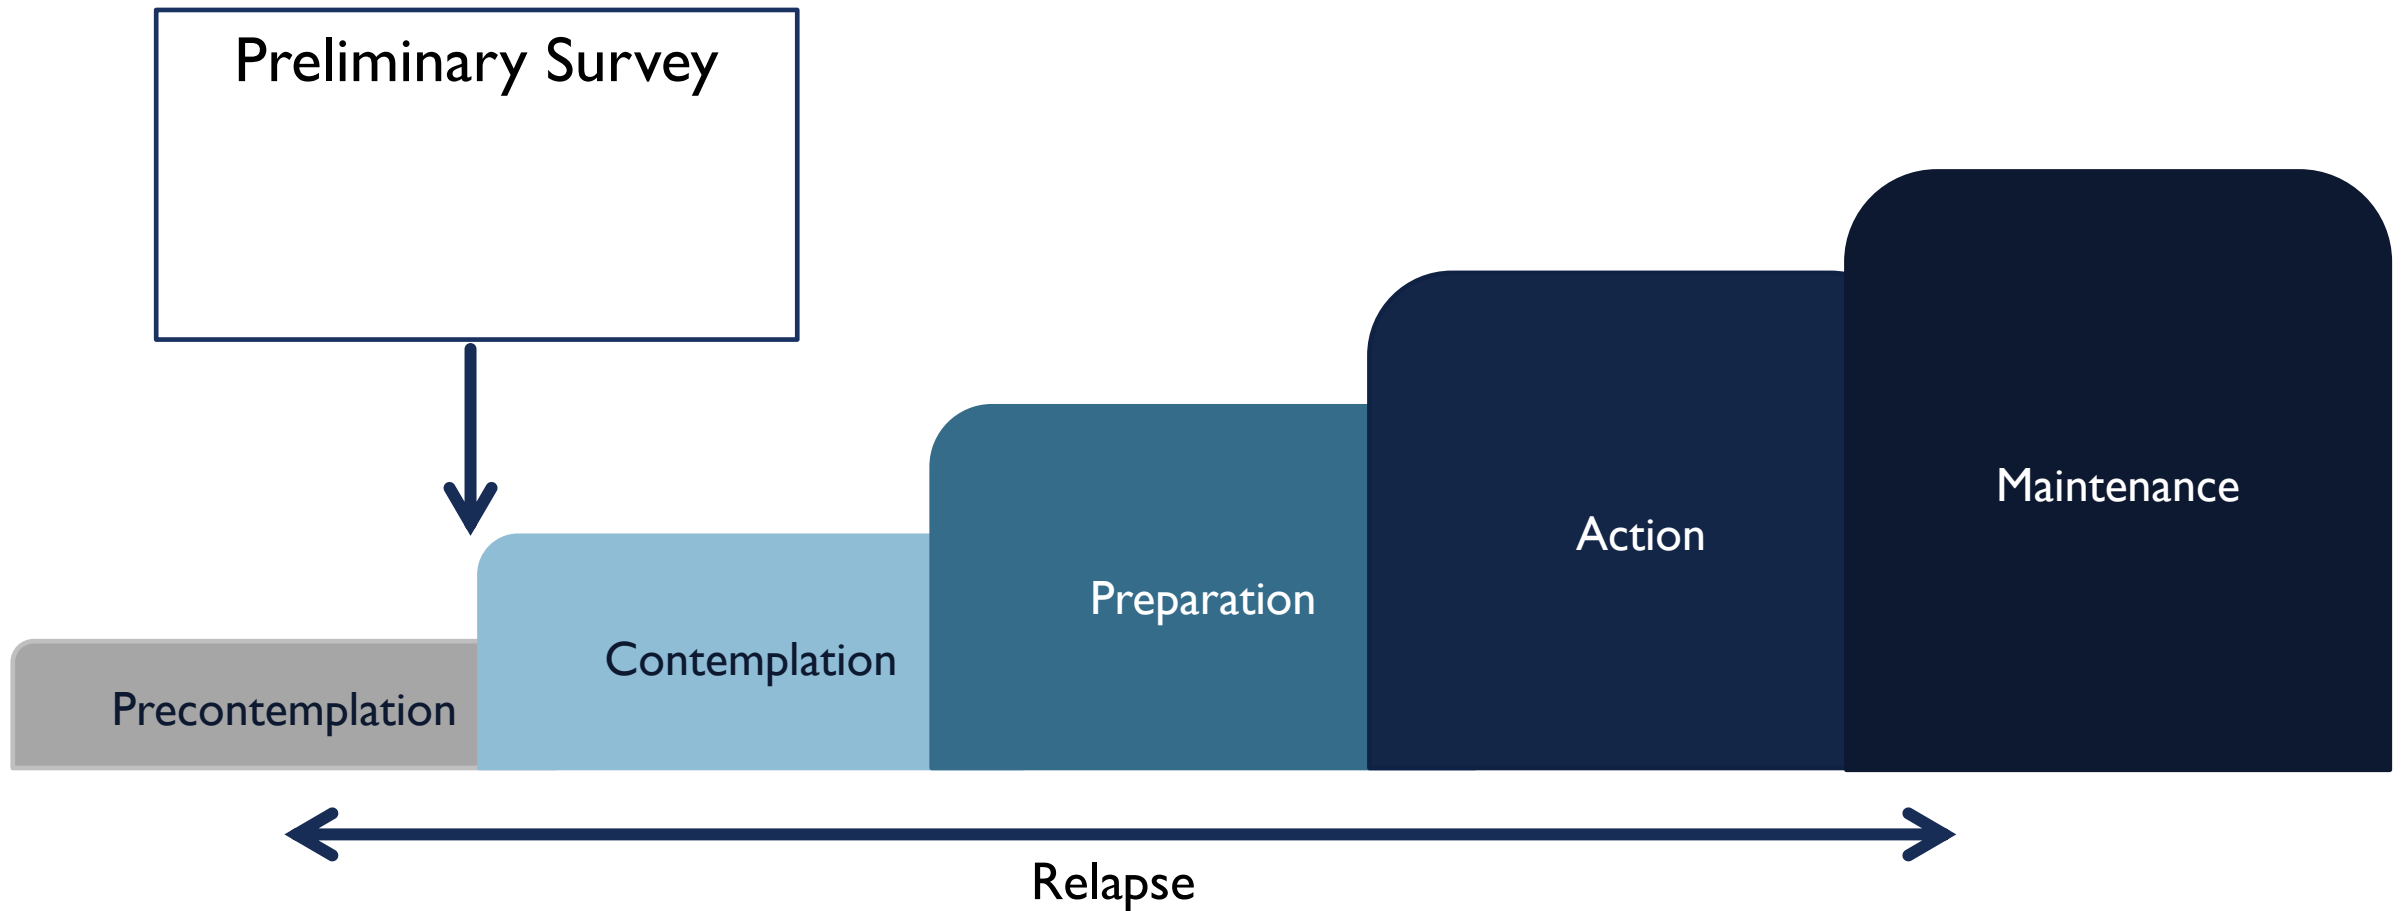 Preliminary Survey
Precontemplation
Contemplation
Preparation
Action
Maintenance
Relapse